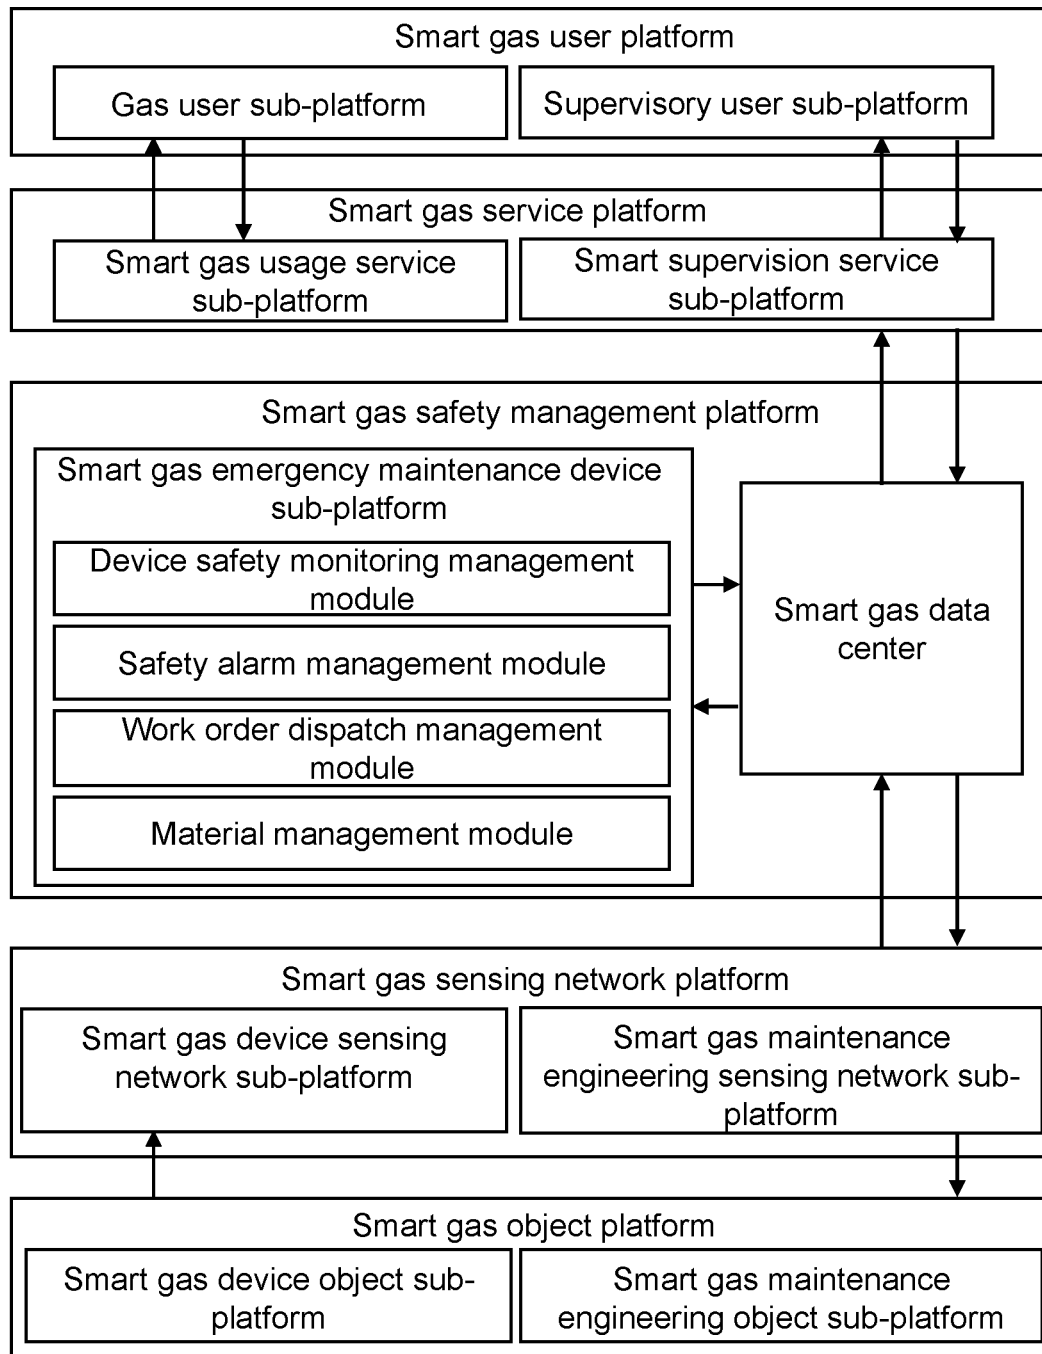 Smart gas user platform
Gas user sub-platform
Supervisory user sub-platform
Smart gas service platform
Smart gas usage service
sub-platform
Smart supervision service
sub-platform
Smart gas safety management platform
Smart gas emergency maintenance device
sub-platform
Device safety monitoring management
module
Safety alarm management module
Work order dispatch management
module
Material management module
Smart gas data
center
Smart gas sensing network platform
Smart gas device sensing
network sub-platform
Smart gas maintenance
engineering sensing network sub-
platform
Smart gas object platform
Smart gas device object sub-
platform
Smart gas maintenance
engineering object sub-platform